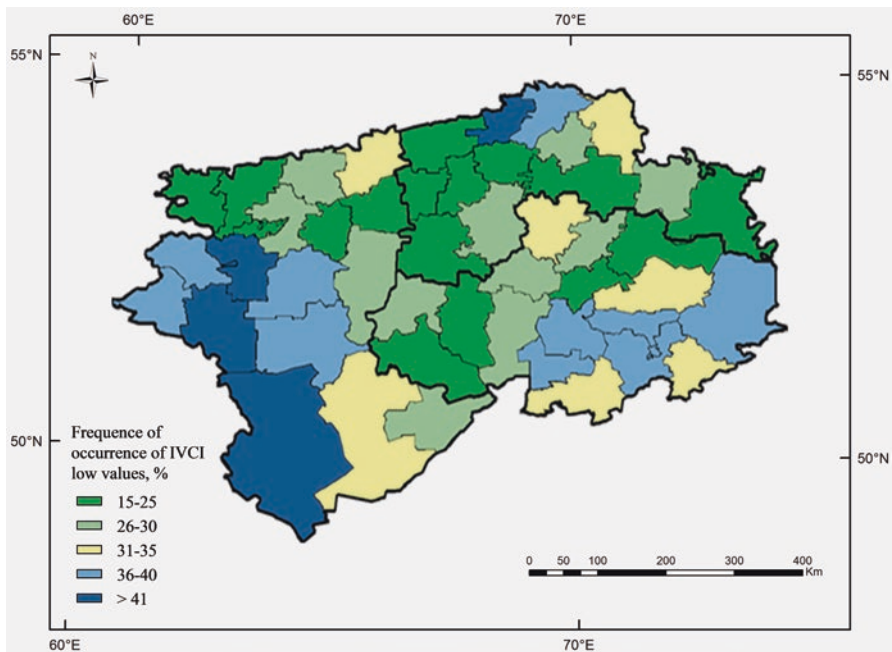 60°E 70°E
55°N 55°N
N
50°N 50°N
Frequence of
occurrence of IVCI
low values, %
15-25
26-30
31-35
36-40
> 41
0 50 100 200 300 400
Km
60°E 70°E